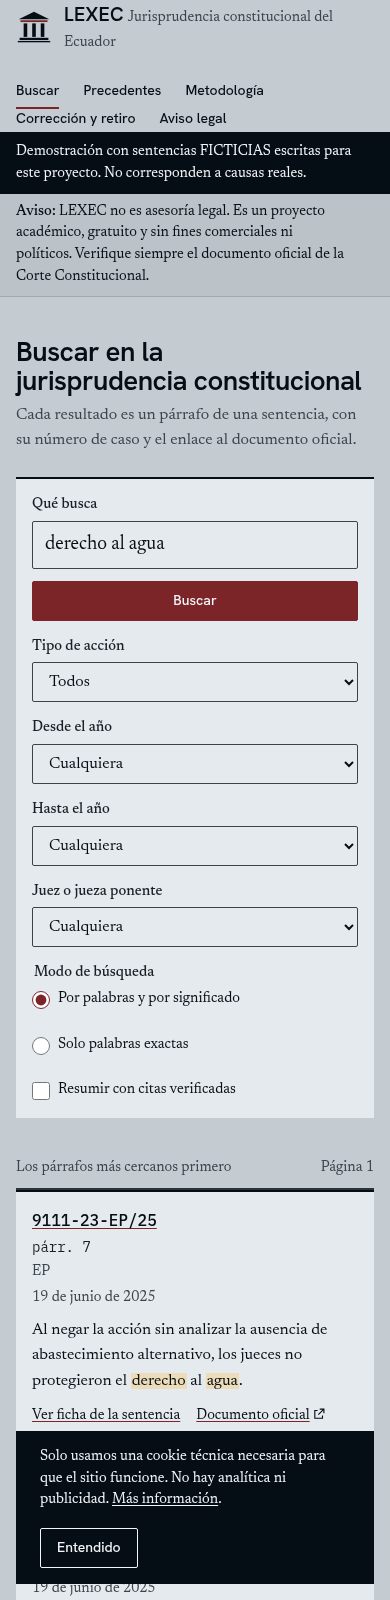 LEXEC Jurisprudencia constitucional del
Ecuador
Buscar Precedentes Metodología
Corrección y retiro Aviso legal
Demostración con sentencias FICTICIAS escritas para
este proyecto. No corresponden a causas reales.
Aviso: LEXEC no es asesoría legal. Es un proyecto
académico, gratuito y sin fines comerciales ni
políticos. Verifique siempre el documento oficial de la
Corte Constitucional.
Buscar en la
jurisprudencia constitucional
Cada resultado es un párrafo de una sentencia, con
su número de caso y el enlace al documento oficial.
Qué busca
derecho al agua
Buscar
Tipo de acción
Todos
Desde el año
Cualquiera
Hasta el año
Cualquiera
Juez o jueza ponente
Cualquiera
Modo de búsqueda
Por palabras y por significado
Solo palabras exactas
Resumir con citas verificadas
Los párrafos más cercanos primero Página 1
9111-23-EP/25
párr. 7
EP
19 de junio de 2025
Al negar la acción sin analizar la ausencia de
abastecimiento alternativo, los jueces no
protegieron el derecho al agua.
Ver ficha de la sentencia Documento oficial
Solo usamos una cookie técnica necesaria para
que el sitio funcione. No hay analítica ni
publicidad. Más información.
Entendido
19 de junio de 2025